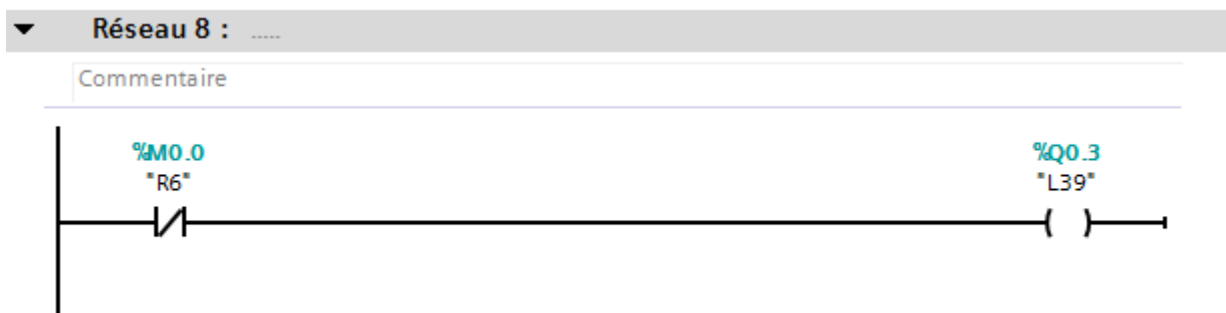 Réseau 8 : .....
Commentaire
%M0.0
"R6"
%Q0.3
"L39"